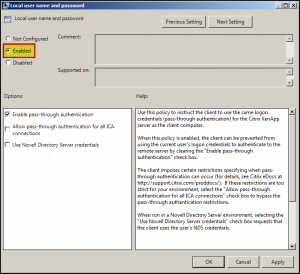 Local user name and password
Local user name and password
Previous Setting
Next Setting
Not Configured
Enabled
Disabled
Comment:
Supported on:
Options:
Help:
Enable pass-through authentication
Allow pass-through authentication for all ICA
connections
Use Novell Directory Server credentials
Use this policy to instruct the client to use the same logon
credentials (pass-through authentication) for the Citrix XenApp
server as the client computer.
When this policy is enabled, the client can be prevented from
using the current user's logon credentials to authenticate to the
remote server by clearing the "Enable pass-through
authentication" check box.
The client imposes certain restrictions specifying when pass-
through authentication can occur (for details, see Citrix eDocs at
http://support.citrix.com/proddocs/). If these restrictions are too
strict for your environment, select the "Allow pass-through
authentication for all ICA connections" check box to bypass the
pass-through authentication restrictions.
When run in a Novell Directory Server environment, selecting the
"Use Novell Directory Server credentials" check box requests that
the client uses the user's NDS credentials.
OK
Cancel
Apply